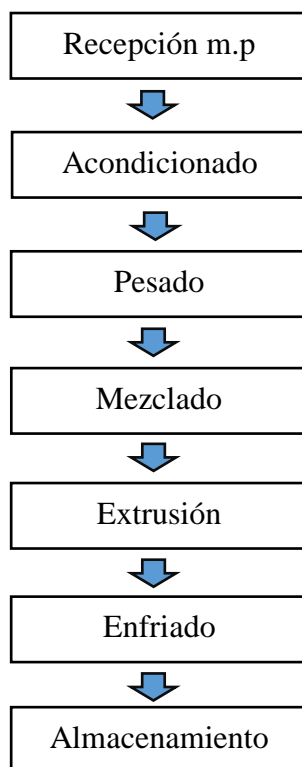 Recepción m.p
Acondicionado
Pesado
Mezclado
Extrusión
Enfriado
Almacenamiento